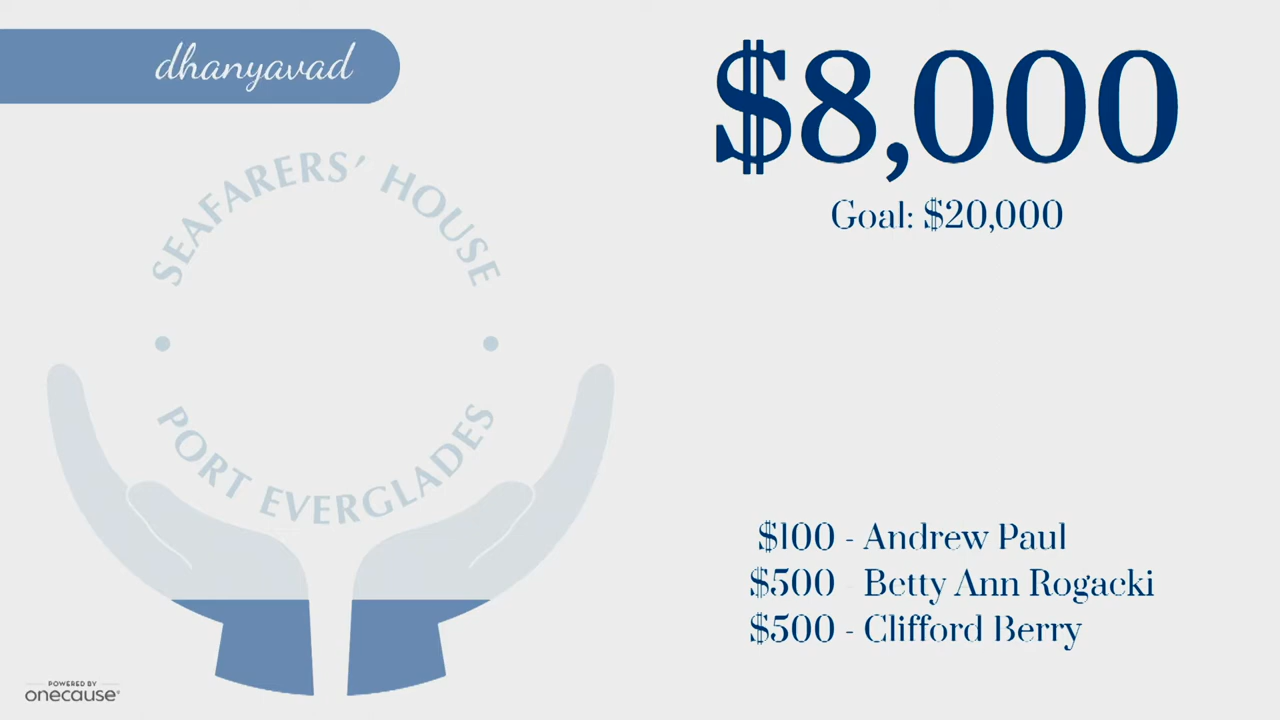 dhanyavad
$8,000
Goal: $20,000
SEAFARERS' HOUSE
PORT EVERGLADES
$100 - Andrew Paul
$500 - Betty Ann Rogacki
$500 - Clifford Berry
POWERED BY
onecause